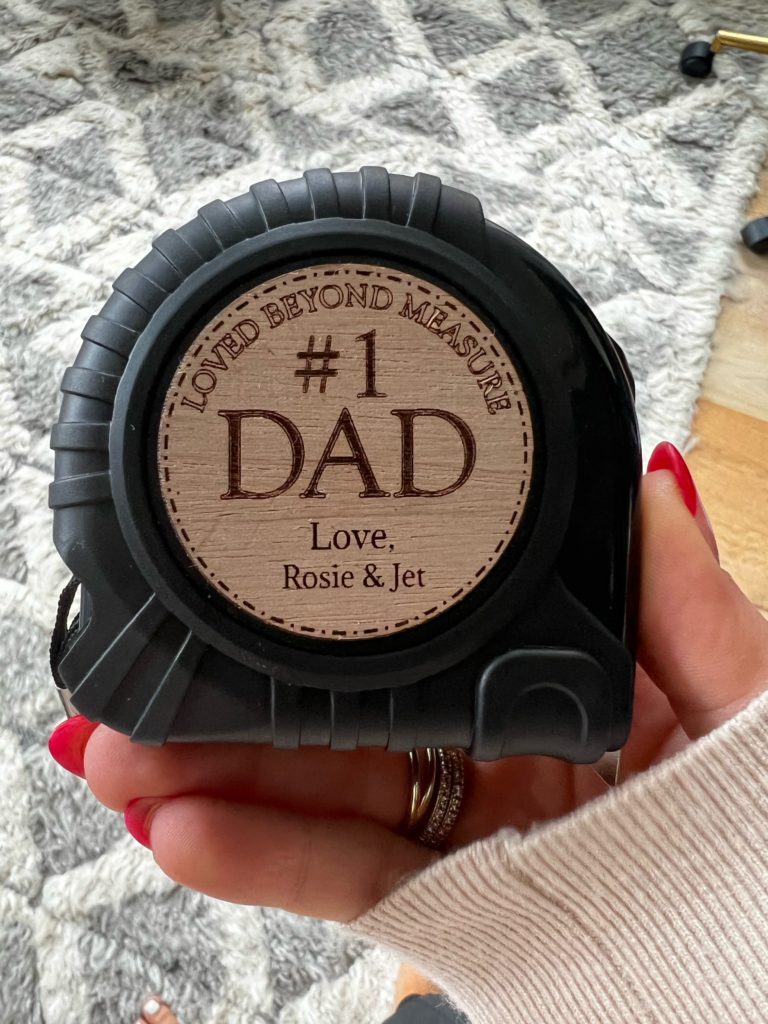 LOVED BEYOND MEASURE
#1
DAD
Love,
Rosie & Jet